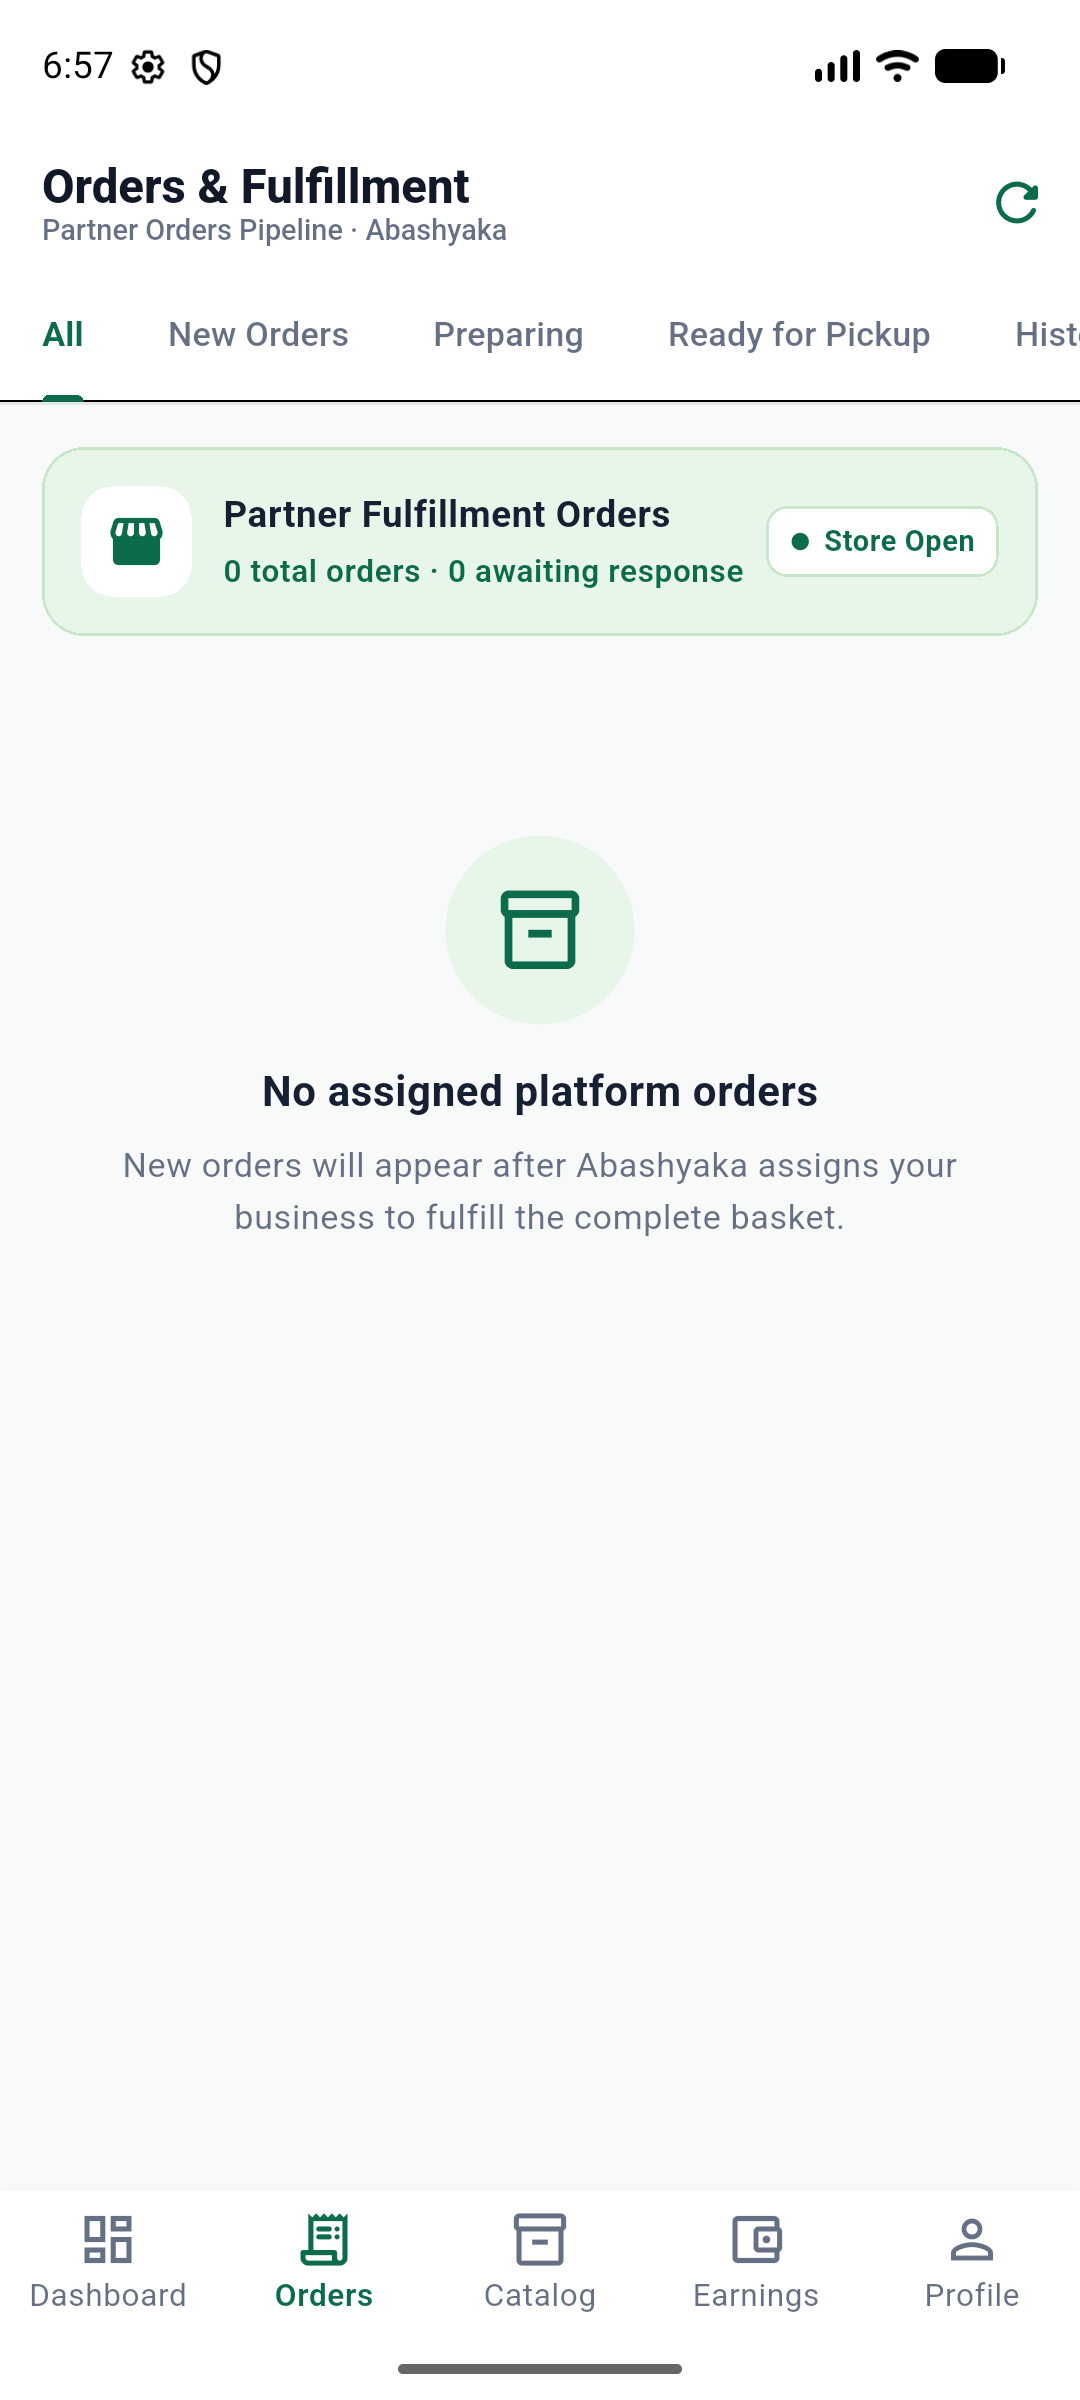 6:57
Orders & Fulfillment
Partner Orders Pipeline · Abashyaka
All
New Orders
Preparing
Ready for Pickup
Partner Fulfillment Orders
0 total orders · 0 awaiting response
Store Open
No assigned platform orders
New orders will appear after Abashyaka assigns your
business to fulfill the complete basket.
Dashboard
Orders
Catalog
Earnings
Profile